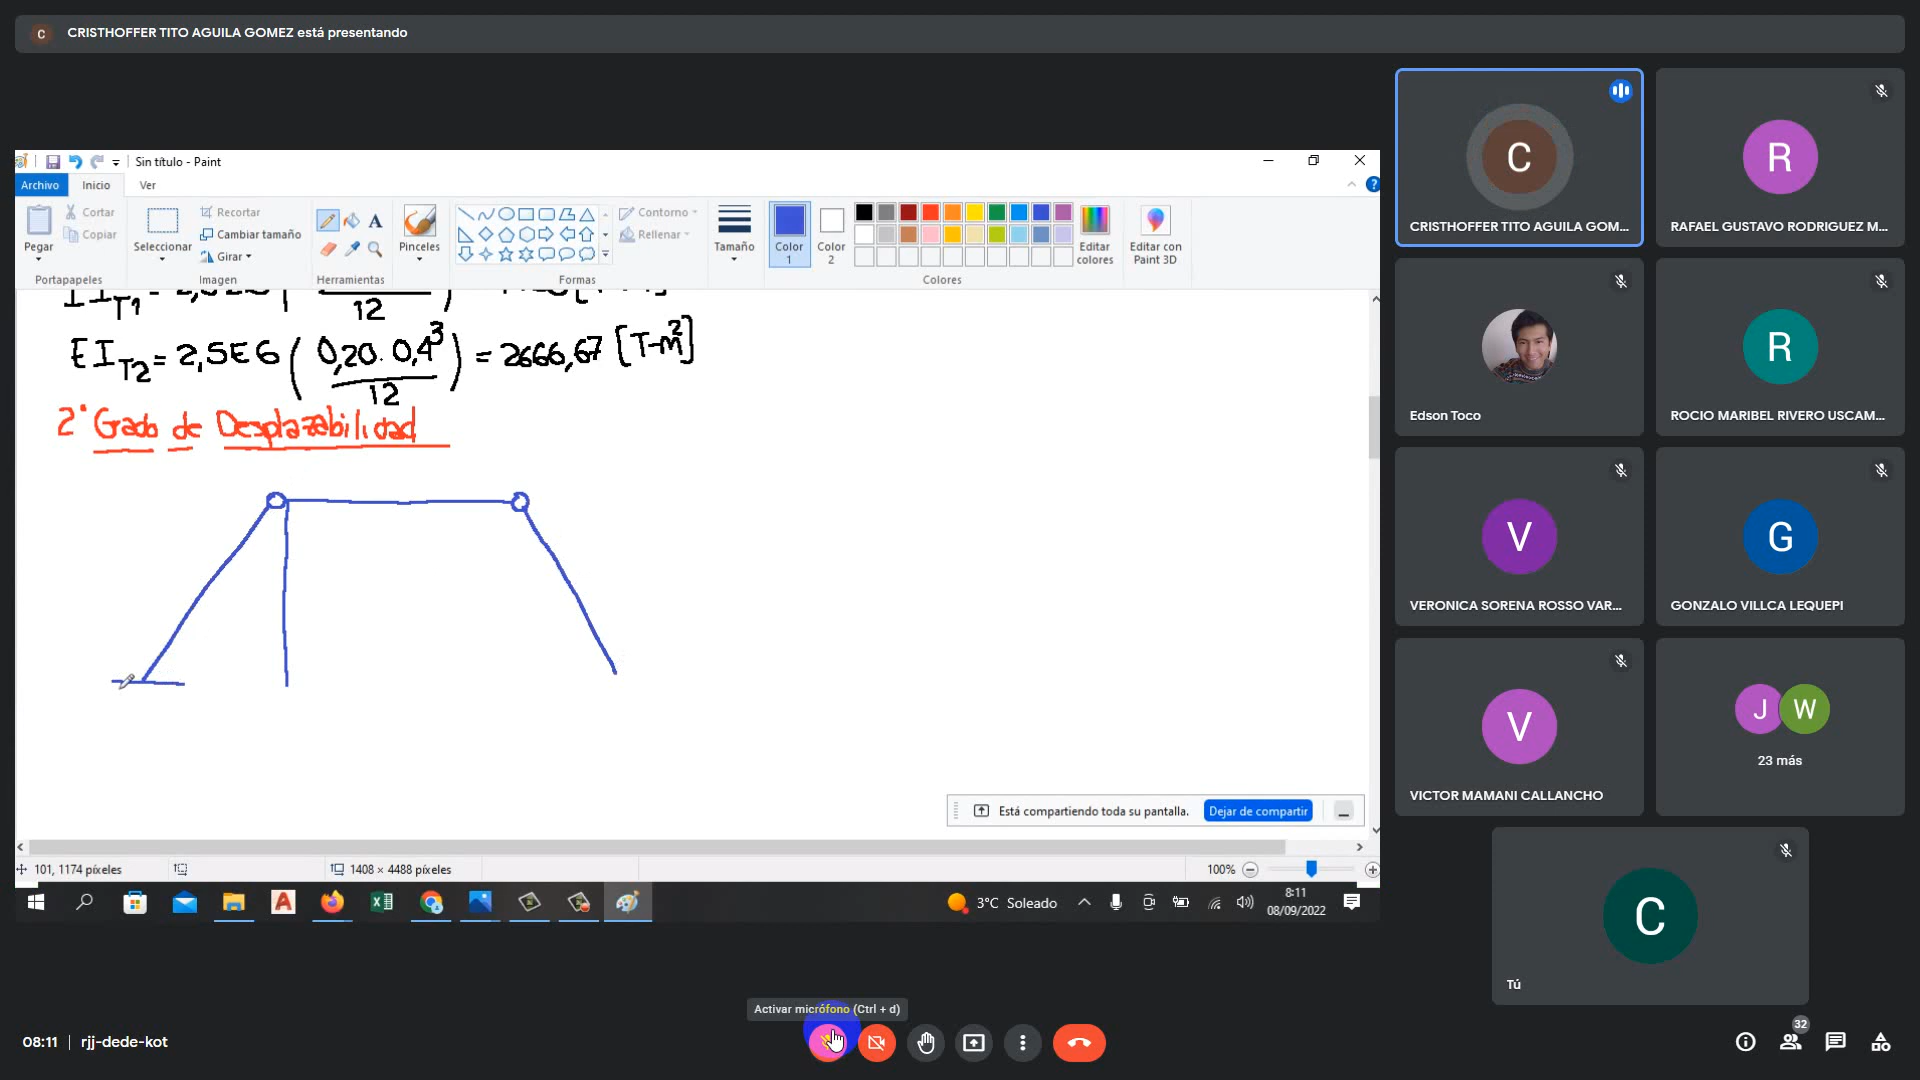 C CRISTHOFFER TITO AGUILA GOMEZ está presentando
Sin título - Paint
Archivo Inicio Ver
Pegar
Cortar
Copiar
Portapapeles
Seleccionar
Recortar
Cambiar tamaño
Girar
Imagen
A
Herramientas
Pinceles
Contorno
Rellenar
Formas
Tamaño
Color 1
Color 2
Editar colores
Editar con Paint 3D
Colores
12
EI T2 = 2,5E6 ( 0,20. 0,4³ / 12 ) = 2666,67 [T-m²]
2° Grado de Desplazabilidad
Está compartiendo toda su pantalla. Dejar de compartir
101, 1174 píxeles
1408 × 4488 píxeles
100%
3°C Soleado
8:11
08/09/2022
C
CRISTHOFFER TITO AGUILA GOM...
R
RAFAEL GUSTAVO RODRIGUEZ M...
Edson Toco
R
ROCIO MARIBEL RIVERO USCAM...
V
VERONICA SORENA ROSSO VAR...
G
GONZALO VILLCA LEQUEPI
V
VICTOR MAMANI CALLANCHO
J W
23 más
C
Tú
Activar micrófono (Ctrl + d)
08:11 | rjj-dede-kot
32